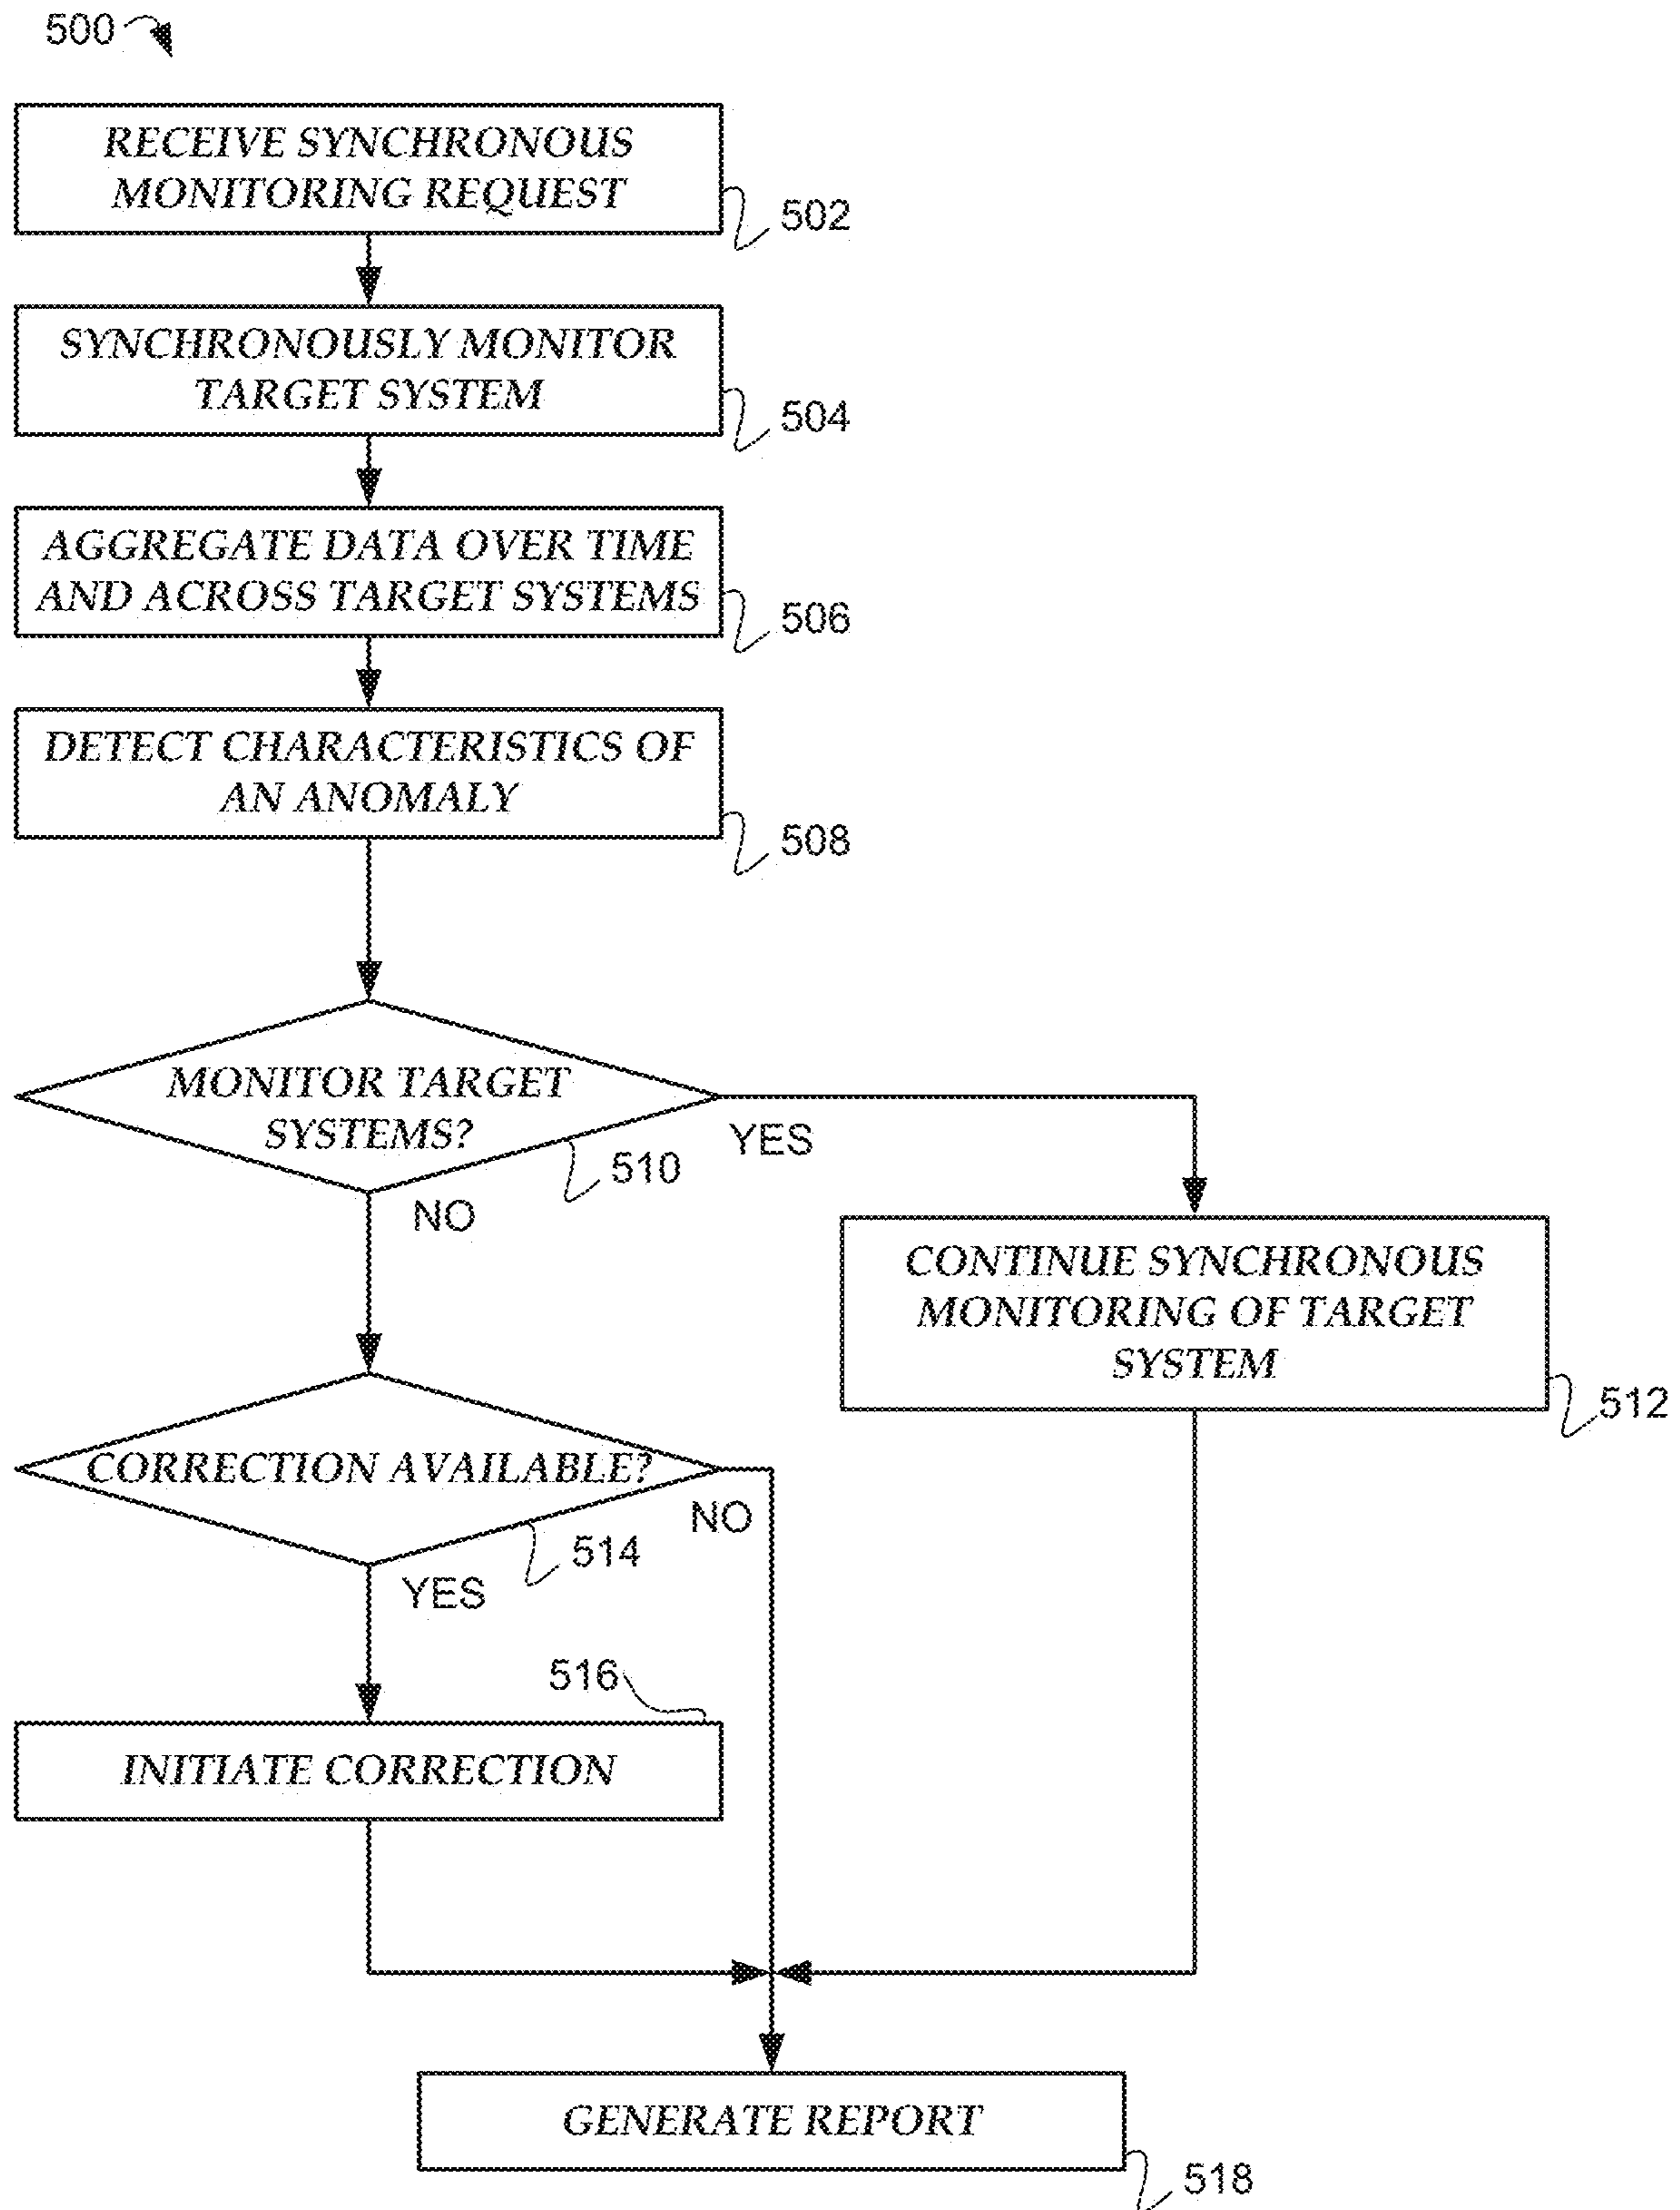 500
RECEIVE SYNCHRONOUS
MONITORING REQUEST
502
SYNCHRONOUSLY MONITOR
TARGET SYSTEM
504
AGGREGATE DATA OVER TIME
AND ACROSS TARGET SYSTEMS
506
DETECT CHARACTERISTICS OF
AN ANOMALY
508
MONITOR TARGET
SYSTEMS?
510
YES
NO
CONTINUE SYNCHRONOUS
MONITORING OF TARGET
SYSTEM
512
CORRECTION AVAILABLE?
NO
514
YES
516
INITIATE CORRECTION
GENERATE REPORT
518